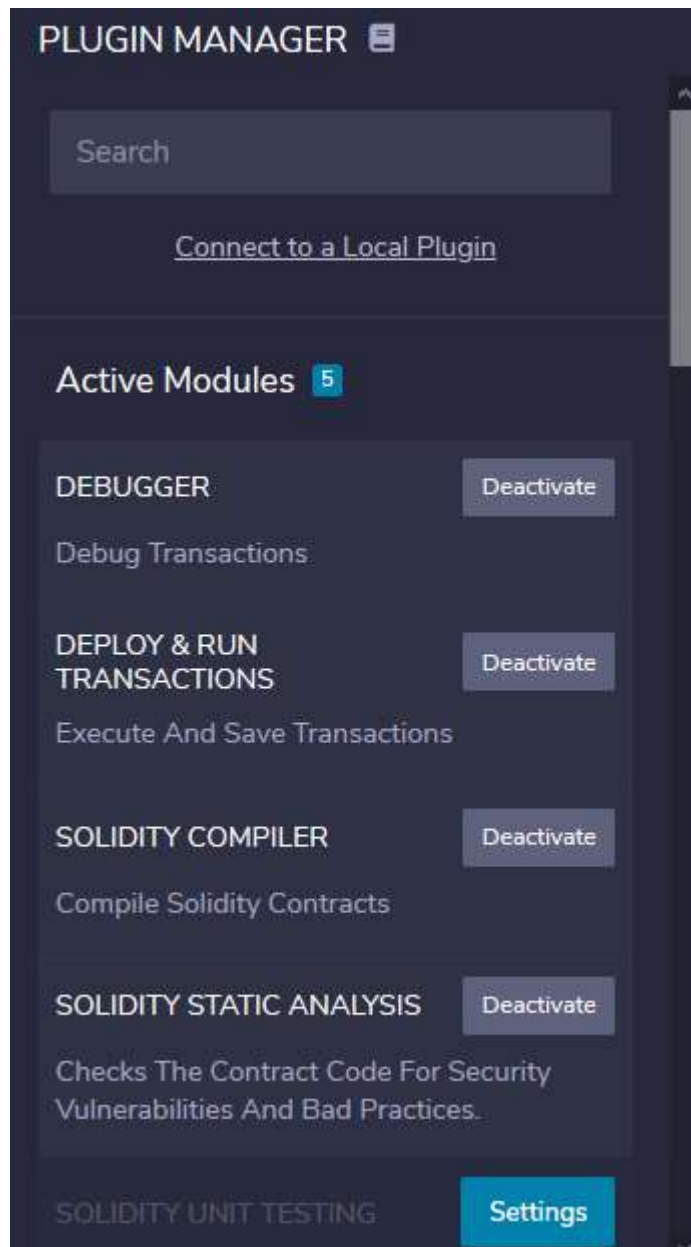 PLUGIN MANAGER
Search
Connect to a Local Plugin
Active Modules 5
DEBUGGER Deactivate
Debug Transactions
DEPLOY & RUN
TRANSACTIONS Deactivate
Execute And Save Transactions
SOLIDITY COMPILER Deactivate
Compile Solidity Contracts
SOLIDITY STATIC ANALYSIS Deactivate
Checks The Contract Code For Security
Vulnerabilities And Bad Practices.
SOLIDITY UNIT TESTING Settings